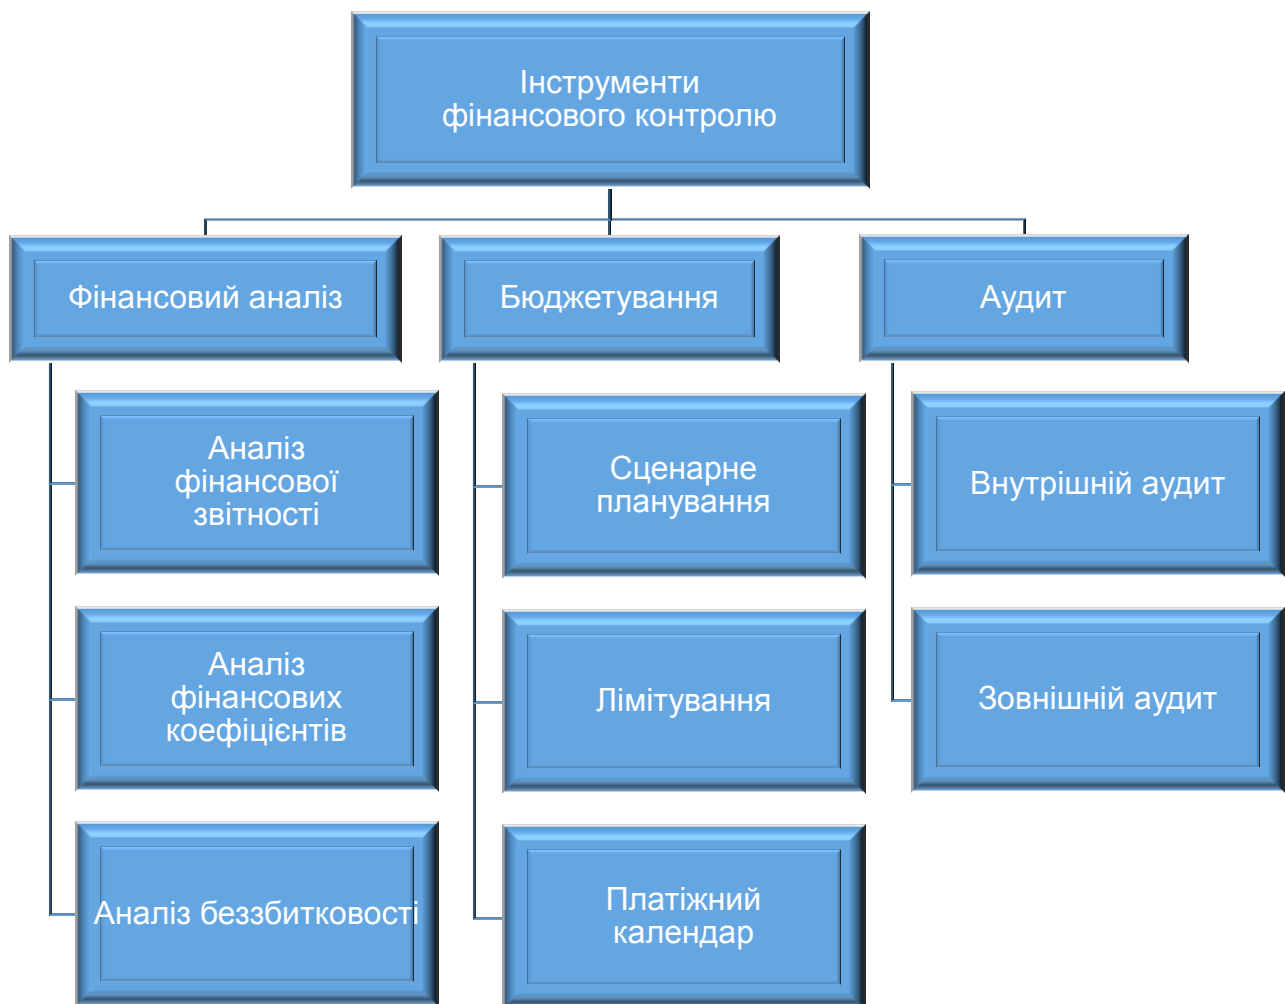 Інструменти
фінансового контролю
Фінансовий аналіз
Бюджетування
Аудит
Аналіз
фінансової
звітності
Сценарне
планування
Внутрішній аудит
Аналіз
фінансових
коефіцієнтів
Лімітування
Зовнішній аудит
Аналіз беззбитковості
Платіжний
календар